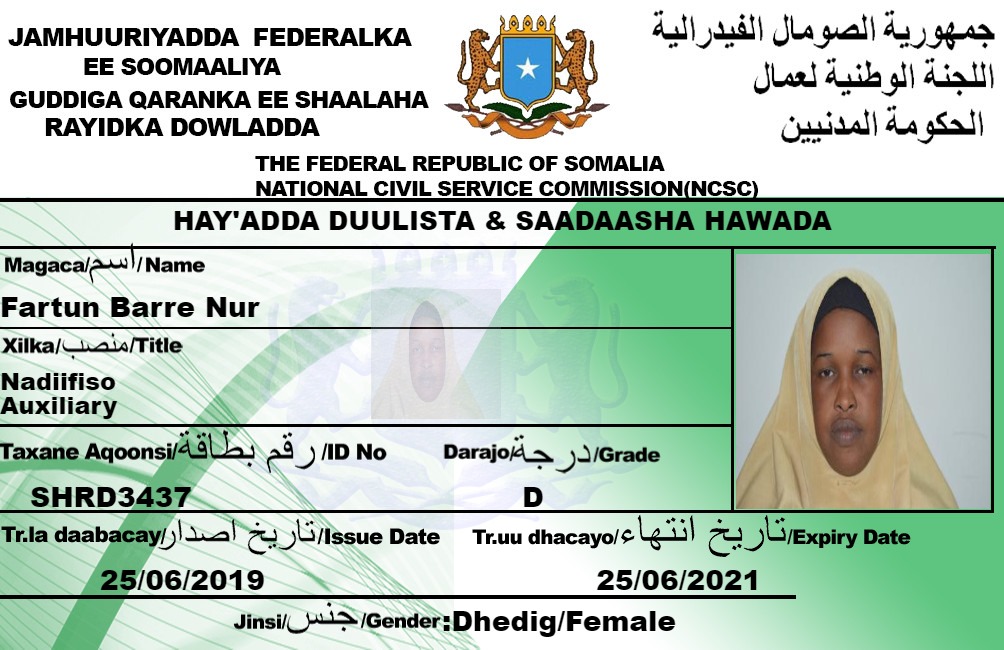 JAMHUURIYADDA FEDERALKA
EE SOOMAALIYA
GUDDIGA QARANKA EE SHAALAHA
RAYIDKA DOWLADDA
جمهورية الصومال الفيدرالية
اللجنة الوطنية لعمال
الحكومة المدنيين
THE FEDERAL REPUBLIC OF SOMALIA
NATIONAL CIVIL SERVICE COMMISSION(NCSC)
HAY'ADDA DUULISTA & SAADAASHA HAWADA
Magaca/اسم/Name
Fartun Barre Nur
Xilka/منصب/Title
Nadiifiso
Auxiliary
Taxane Aqoonsi/رقم بطاقة/ID No
SHRD3437
Darajo/درجة/Grade
D
Tr.la daabacay/تاريخ اصدار/Issue Date
25/06/2019
Tr.uu dhacayo/تاريخ انتهاء/Expiry Date
25/06/2021
Jinsi/جنس/Gender:Dhedig/Female